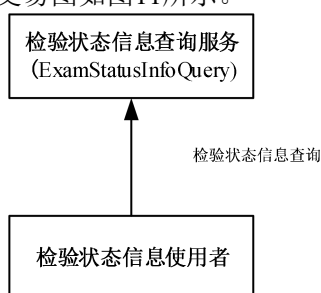 交易图如图11所示。
检验状态信息查询服务
(ExamStatusInfoQuery)
检验状态信息查询
检验状态信息使用者